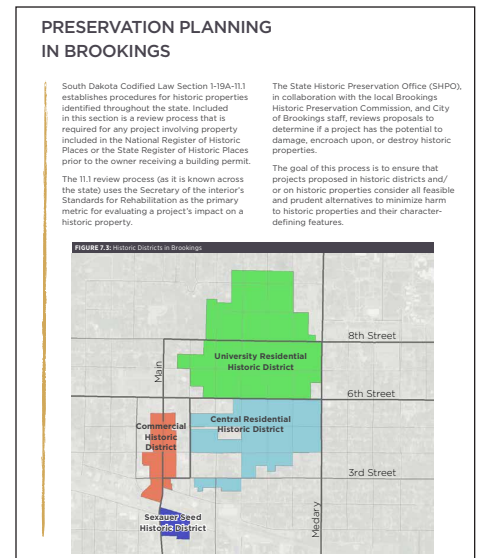 PRESERVATION PLANNING
IN BROOKINGS
South Dakota Codified Law Section 1-19A-11.1
establishes procedures for historic properties
identified throughout the state. Included
in this section is a review process that is
required for any project involving property
included in the National Register of Historic
Places or the State Register of Historic Places
prior to the owner receiving a building permit.
The 11.1 review process (as it is known across
the state) uses the Secretary of the interior's
Standards for Rehabilitation as the primary
metric for evaluating a project's impact on a
historic property.
The State Historic Preservation Office (SHPO),
in collaboration with the local Brookings
Historic Preservation Commission, and City
of Brookings staff, reviews proposals to
determine if a project has the potential to
damage, encroach upon, or destroy historic
properties.
The goal of this process is to ensure that
projects proposed in historic districts and/
or on historic properties consider all feasible
and prudent alternatives to minimize harm
to historic properties and their character-
defining features.
FIGURE 7.3: Historic Districts in Brookings
8th Street
Main
University Residential
Historic District
6th Street
Central Residential
Historic District
Commercial
Historic
District
3rd Street
Sexauer Seed
Historic District
Medary